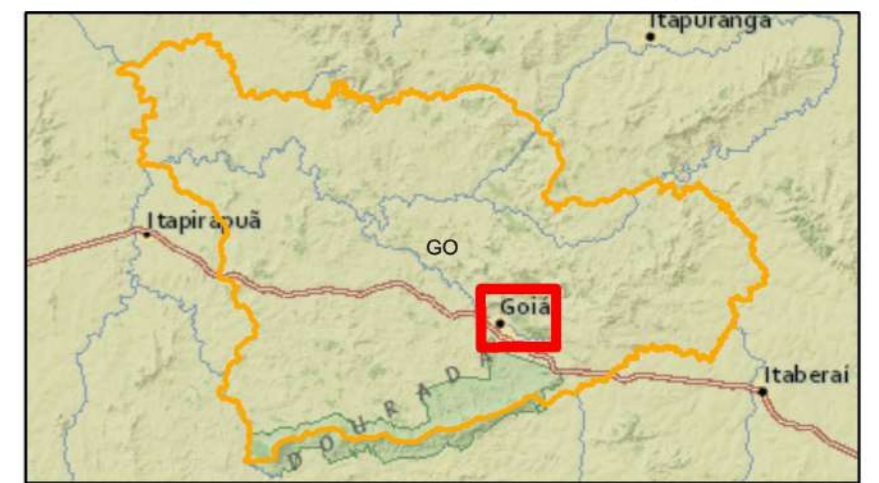 Itapuranga
Itapirapuã
GO
Goiá
Itaberaí
DOURADA